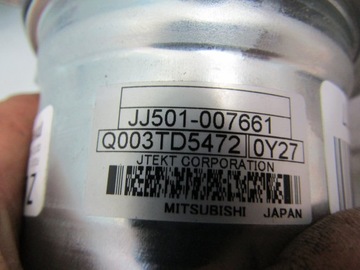 JJ501-007661
Q003TD5472 0Y27
JTEKT CORPORATION
MITSUBISHI JAPAN